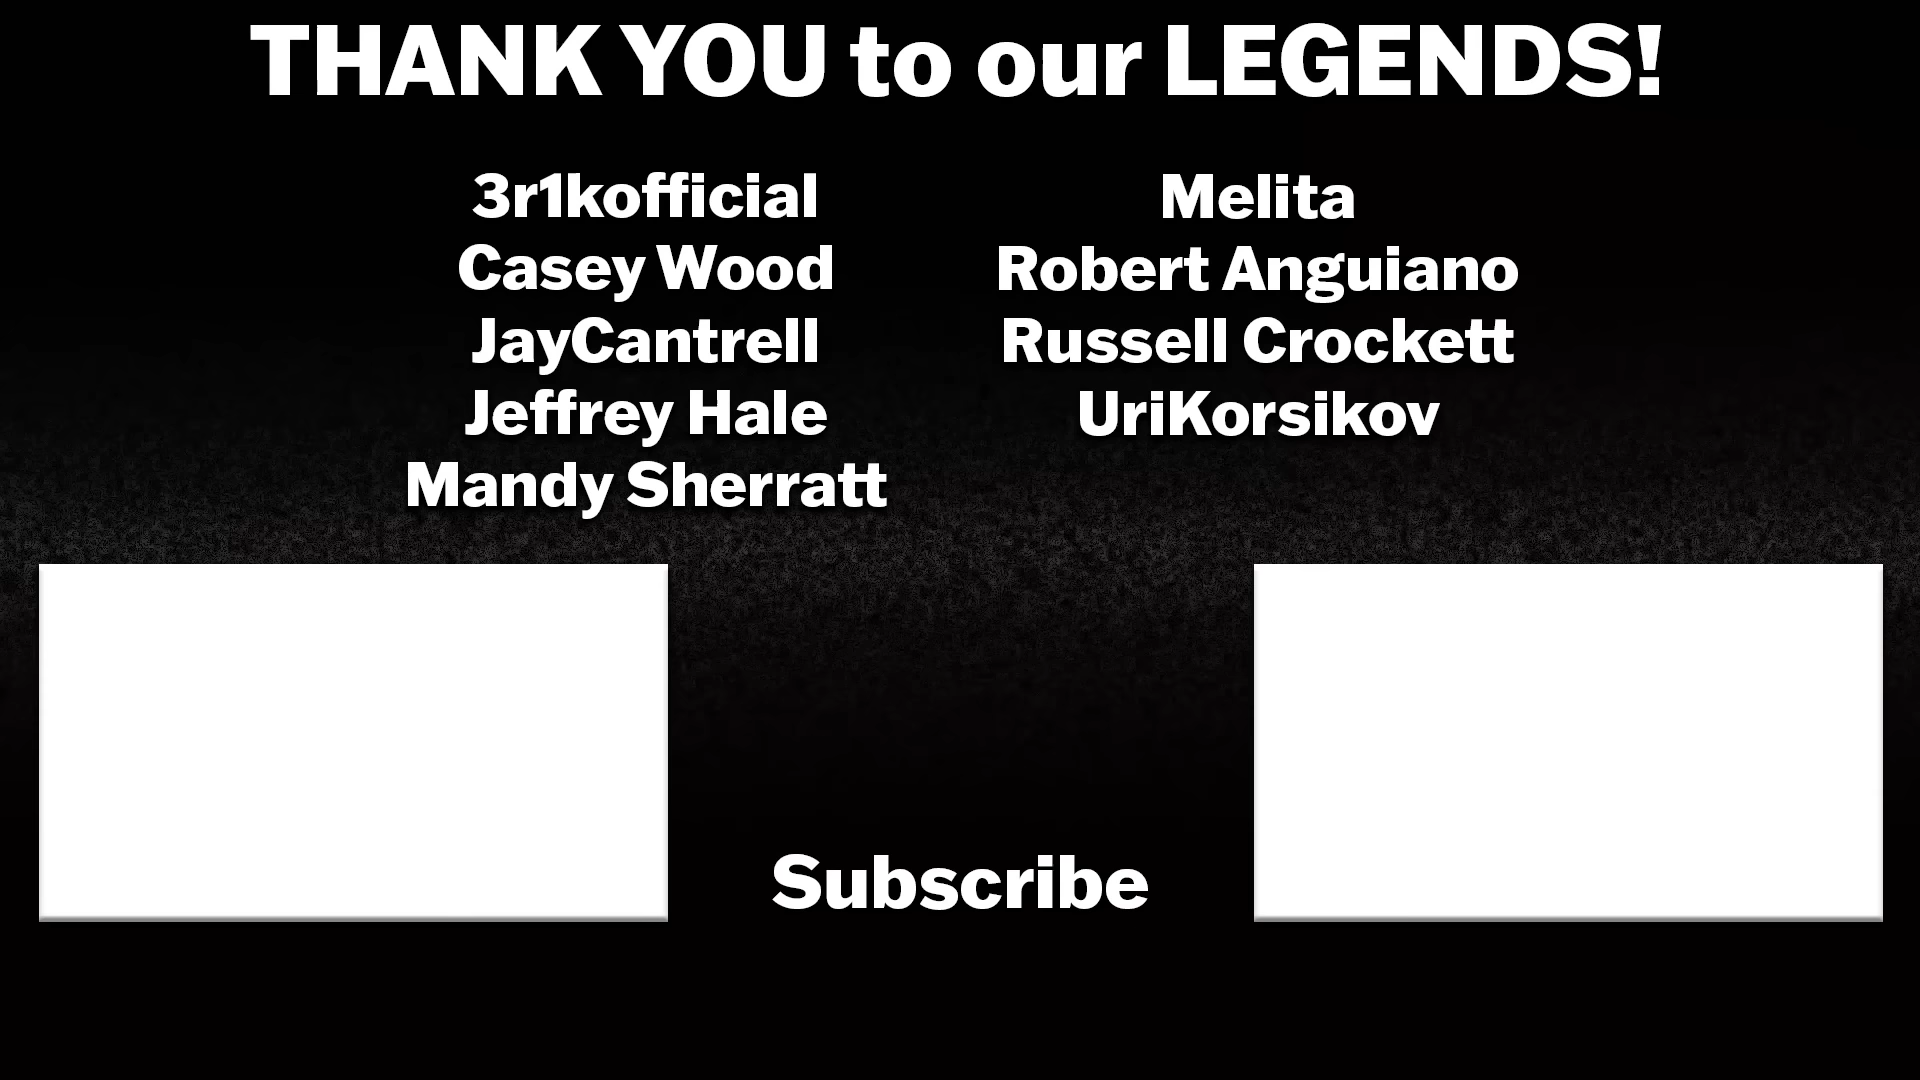 THANK YOU to our LEGENDS!
3r1kofficial
Casey Wood
JayCantrell
Jeffrey Hale
Mandy Sherratt
Melita
Robert Anguiano
Russell Crockett
UriKorsikov
Subscribe